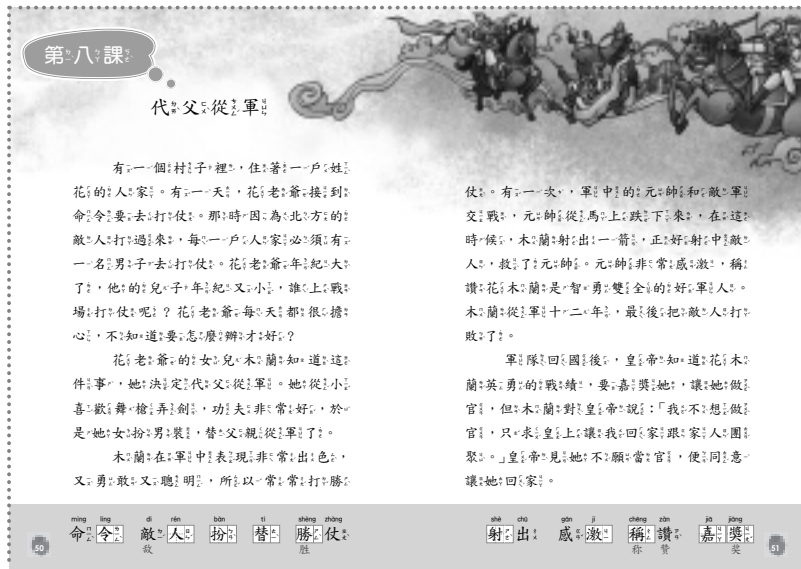 第八課
代父從軍
有一個村子裡，住著一戶姓
花的人家。有一天，花老爺接到
命令要去打仗。那時因為北方的
敵人打過來，每一戶人家必須有
一名男子去打仗。花老爺年紀大
了，他的兒子年紀又小，誰上戰
場打仗呢？花老爺每天都很擔
心，不知道要怎麼辦才好？
花老爺的女兒木蘭知道這
件事，她決定代父從軍。她從小
喜歡舞槍弄劍，功夫非常好，於
是她女扮男裝，替父親從軍了。
木蘭在軍中表現非常出色，
又勇敢又聰明，所以常常打勝
仗。有一次，軍中的元帥和敵軍
交戰，元帥從馬上跌下來，在這
時候，木蘭射出一箭，正好射中敵
人，救了元帥。元帥非常感激，稱
讚花木蘭是智勇雙全的好軍人。
木蘭從軍十二年，最後把敵人打
敗了。
軍隊回國後，皇帝知道花木
蘭英勇的戰績，要嘉獎她，讓她做
官，但木蘭對皇帝說：「我不想做
官，只求皇上讓我回家跟家人團
聚。」皇帝見她不願當官，便同意
讓她回家。
mìng lìng dí rén bàn tì shèng zhàng
命令 敵人 扮 替 勝仗
敌 胜
50
shè chū gǎn jī chēng zàn jiā jiǎng
射出 感激 稱讚 嘉獎
称 赞 奖
51